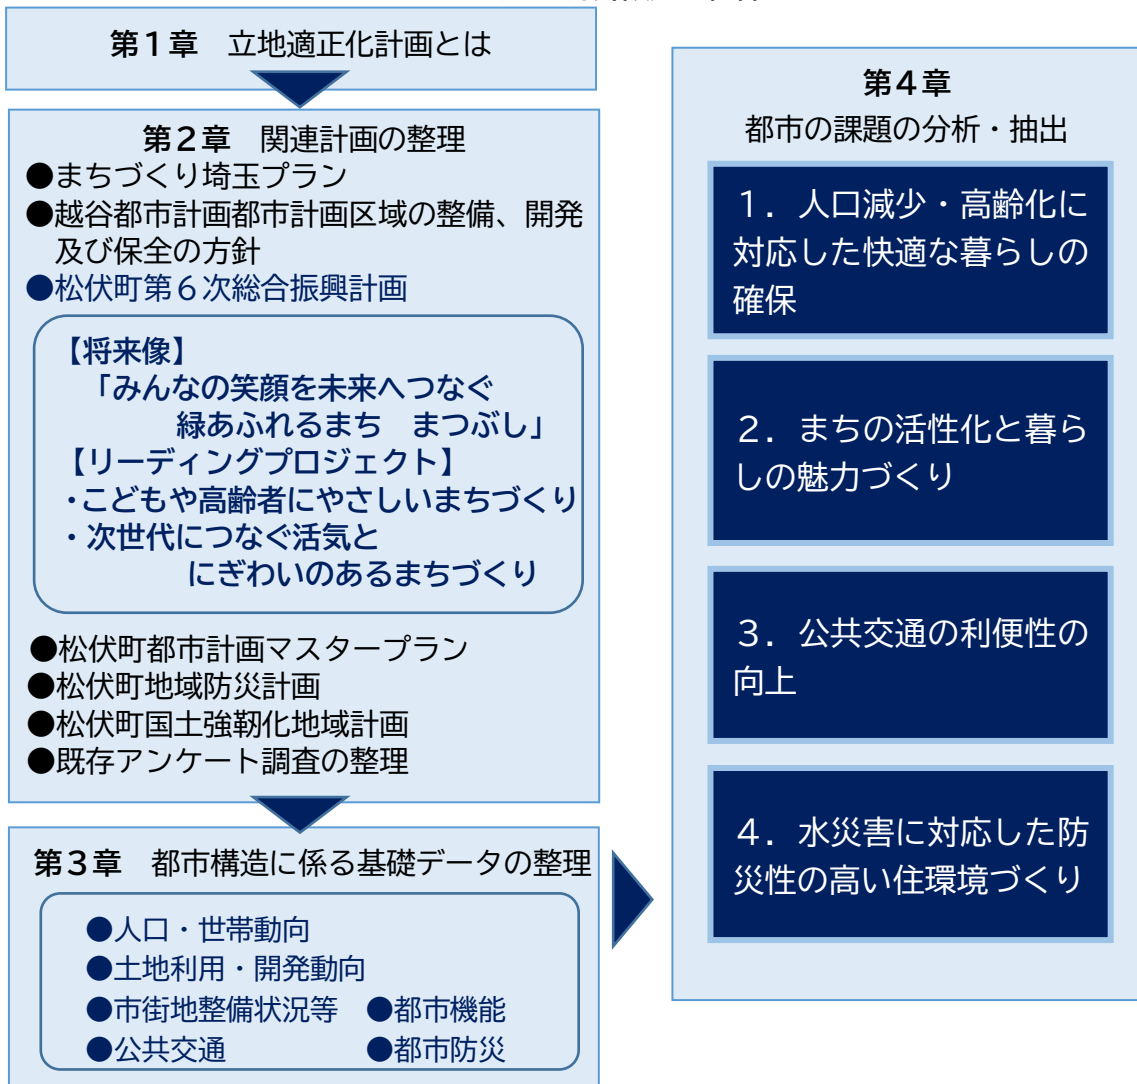 第1章　立地適正化計画とは
第2章　関連計画の整理
●まちづくり埼玉プラン
●越谷都市計画都市計画区域の整備、開発
及び保全の方針
●松伏町第６次総合振興計画
【将来像】
「みんなの笑顔を未来へつなぐ
緑あふれるまち　まつぶし」
【リーディングプロジェクト】
・こどもや高齢者にやさしいまちづくり
・次世代につなぐ活気と
にぎわいのあるまちづくり
●松伏町都市計画マスタープラン
●松伏町地域防災計画
●松伏町国土強靭化地域計画
●既存アンケート調査の整理
第3章　都市構造に係る基礎データの整理
●人口・世帯動向
●土地利用・開発動向
●市街地整備状況等　●都市機能
●公共交通　●都市防災
第4章
都市の課題の分析・抽出
１．人口減少・高齢化に
対応した快適な暮らしの
確保
２．まちの活性化と暮ら
しの魅力づくり
３．公共交通の利便性の
向上
４．水災害に対応した防
災性の高い住環境づくり